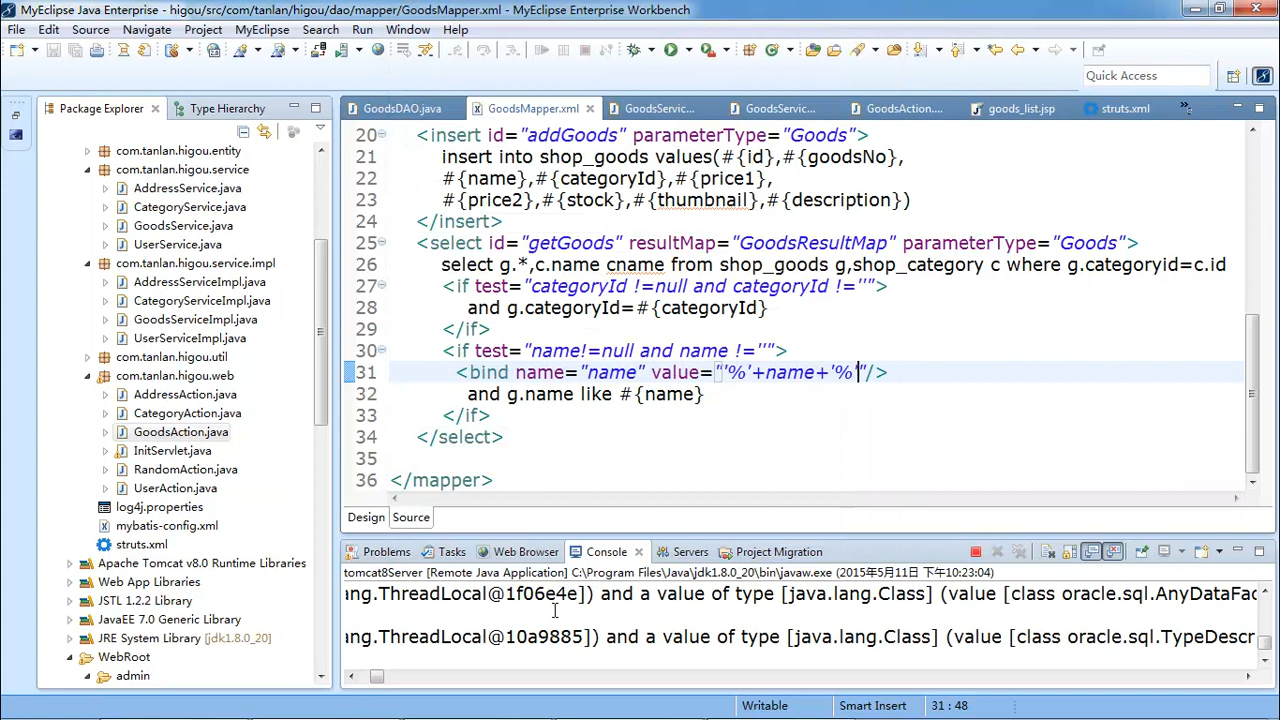 MyEclipse Java Enterprise - higou/src/com/tanlan/higou/dao/mapper/GoodsMapper.xml - MyEclipse Enterprise Workbench
File Edit Source Navigate Project MyEclipse Search Run Window Help
Quick Access
Package Explorer Type Hierarchy
GoodsDAO.java GoodsMapper.xml GoodsServic... GoodsServic... GoodsAction.... goods_list.jsp struts.xml
com.tanlan.higou.entity
com.tanlan.higou.service
AddressService.java
CategoryService.java
GoodsService.java
UserService.java
com.tanlan.higou.service.impl
AddressServiceImpl.java
CategoryServiceImpl.java
GoodsServiceImpl.java
UserServiceImpl.java
com.tanlan.higou.util
com.tanlan.higou.web
AddressAction.java
CategoryAction.java
GoodsAction.java
InitServlet.java
RandomAction.java
UserAction.java
log4j.properties
mybatis-config.xml
struts.xml
Apache Tomcat v8.0 Runtime Libraries
Web App Libraries
JSTL 1.2.2 Library
JavaEE 7.0 Generic Library
JRE System Library [jdk1.8.0_20]
WebRoot
admin
20 <insert id="addGoods" parameterType="Goods">
21 insert into shop_goods values(#{id},#{goodsNo},
22 #{name},#{categoryId},#{price1},
23 #{price2},#{stock},#{thumbnail},#{description})
24 </insert>
25 <select id="getGoods" resultMap="GoodsResultMap" parameterType="Goods">
26 select g.*,c.name cname from shop_goods g,shop_category c where g.categoryid=c.id
27 <if test="categoryId !=null and categoryId !=''">
28 and g.categoryId=#{categoryId}
29 </if>
30 <if test="name!=null and name !=''">
31 <bind name="name" value="'%'+name+'%'"/>
32 and g.name like #{name}
33 </if>
34 </select>
35
36 </mapper>
Design Source
Problems Tasks Web Browser Console Servers Project Migration
tomcat8Server [Remote Java Application] C:\Program Files\Java\jdk1.8.0_20\bin\javaw.exe (2015年5月11日 下午10:23:04)
ang.ThreadLocal@1f06e4e]) and a value of type [java.lang.Class] (value [class oracle.sql.AnyDataFac
ang.ThreadLocal@10a9885]) and a value of type [java.lang.Class] (value [class oracle.sql.TypeDescr
Writable Smart Insert 31 : 48